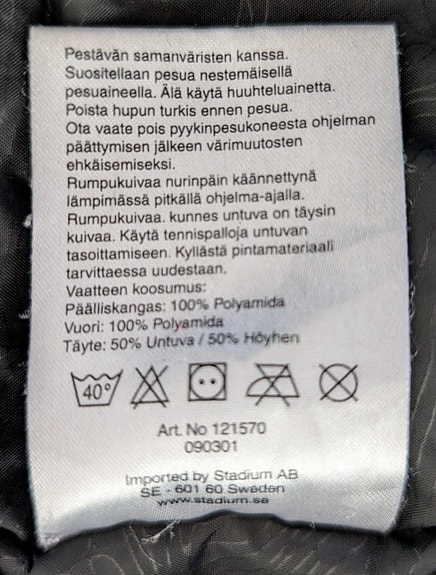 Pestävän samanväristen kanssa.
Suositellaan pesua nestemäisellä
pesuaineella. Älä käytä huuhteluainetta.
Poista hupun turkis ennen pesua.
Ota vaate pois pyykinpesukoneesta ohjelman
päättymisen jälkeen värimuutosten
ehkäisemiseksi.
Rumpukuivaa nurinpäin käännettynä
lämpimässä pitkällä ohjelma-ajalla.
Rumpukuivaa. kunnes untuva on täysin
kuivaa. Käytä tennispalloja untuvan
tasoittamiseen. Kyllästä pintamateriaali
tarvittaessa uudestaan.
Vaatteen koosumus:
Päälliskangas: 100% Polyamida
Vuori: 100% Polyamida
Täyte: 50% Untuva / 50% Höyhen
40°
Art. No 121570
090301
Imported by Stadium AB
SE - 601 60 Sweden
www.stadium.se